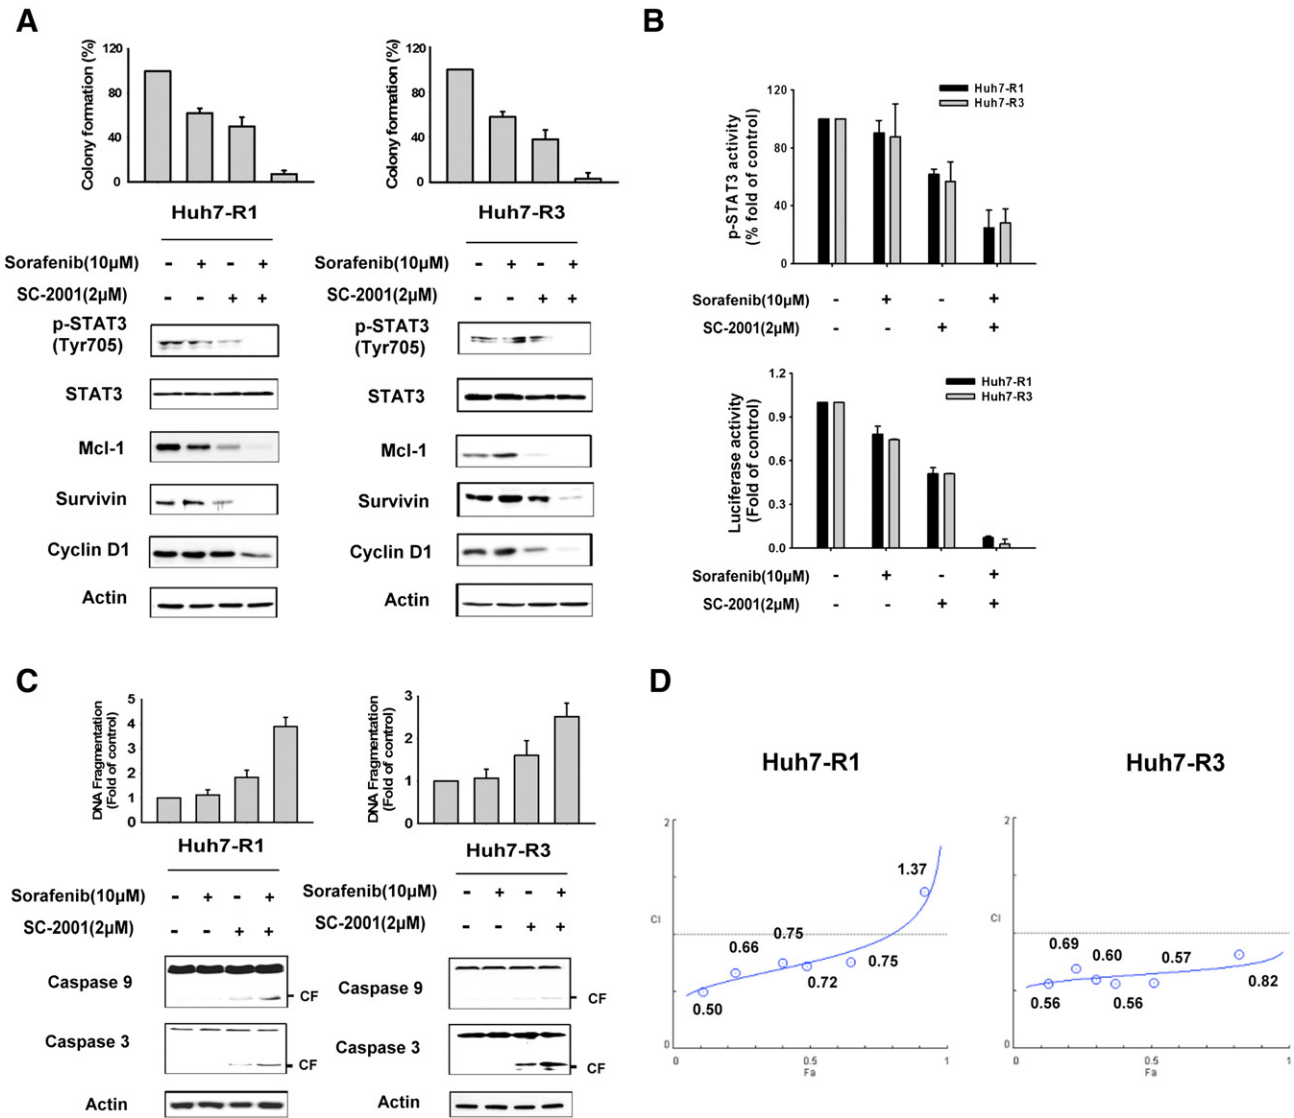 A
Colony formation (%)
120
80
40
0
Huh7-R1
Sorafenib(10μM) - + - +
SC-2001(2μM) - - + +
p-STAT3
(Tyr705)
STAT3
Mcl-1
Survivin
Cyclin D1
Actin
Colony formation (%)
120
80
40
0
Huh7-R3
Sorafenib(10μM) - + - +
SC-2001(2μM) - - + +
p-STAT3
(Tyr705)
STAT3
Mcl-1
Survivin
Cyclin D1
Actin
B
p-STAT3 activity
(% fold of control)
120
80
40
0
Huh7-R1
Huh7-R3
Sorafenib(10μM) - + - +
SC-2001(2μM) - - + +
Luciferase activity
(Fold of control)
1.2
0.9
0.6
0.3
0.0
Huh7-R1
Huh7-R3
Sorafenib(10μM) - + - +
SC-2001(2μM) - - + +
C
DNA Fragmentation
(Fold of control)
5
4
3
2
1
0
Huh7-R1
Sorafenib(10μM) - + - +
SC-2001(2μM) - - + +
Caspase 9
CF
Caspase 3
CF
Actin
DNA Fragmentation
(Fold of control)
3
2
1
0
Huh7-R3
Sorafenib(10μM) - + - +
SC-2001(2μM) - - + +
Caspase 9
CF
Caspase 3
CF
Actin
D
Huh7-R1
2
CI
0
0 0.5 1
Fa
0.50
0.66
0.75
0.72
0.75
1.37
Huh7-R3
2
CI
0
0 0.5 1
Fa
0.56
0.69
0.60
0.56
0.57
0.82